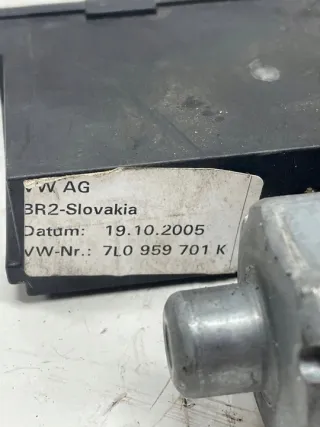 VW AG
BR2-Slovakia
Datum: 19.10.2005
VW-Nr.: 7L0 959 701 K